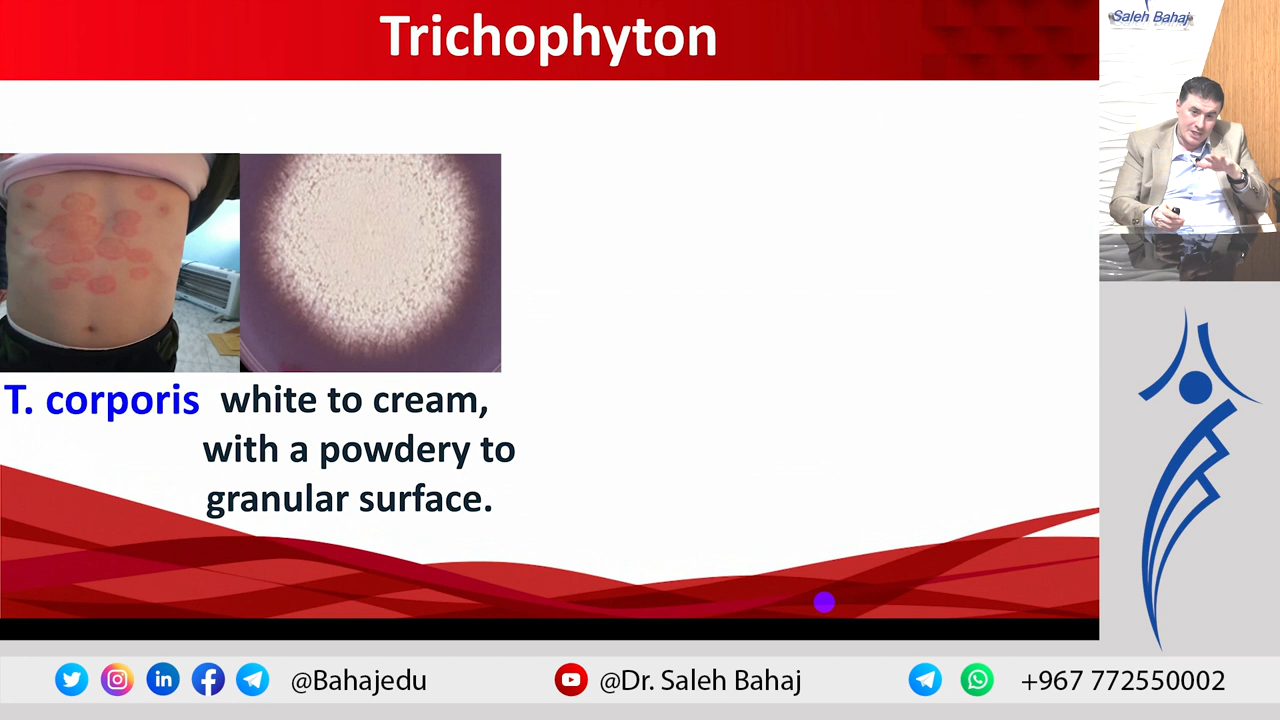 Trichophyton
Saleh Bahaj
T. corporis white to cream,
with a powdery to
granular surface.
@Bahajedu
@Dr. Saleh Bahaj
+967 772550002